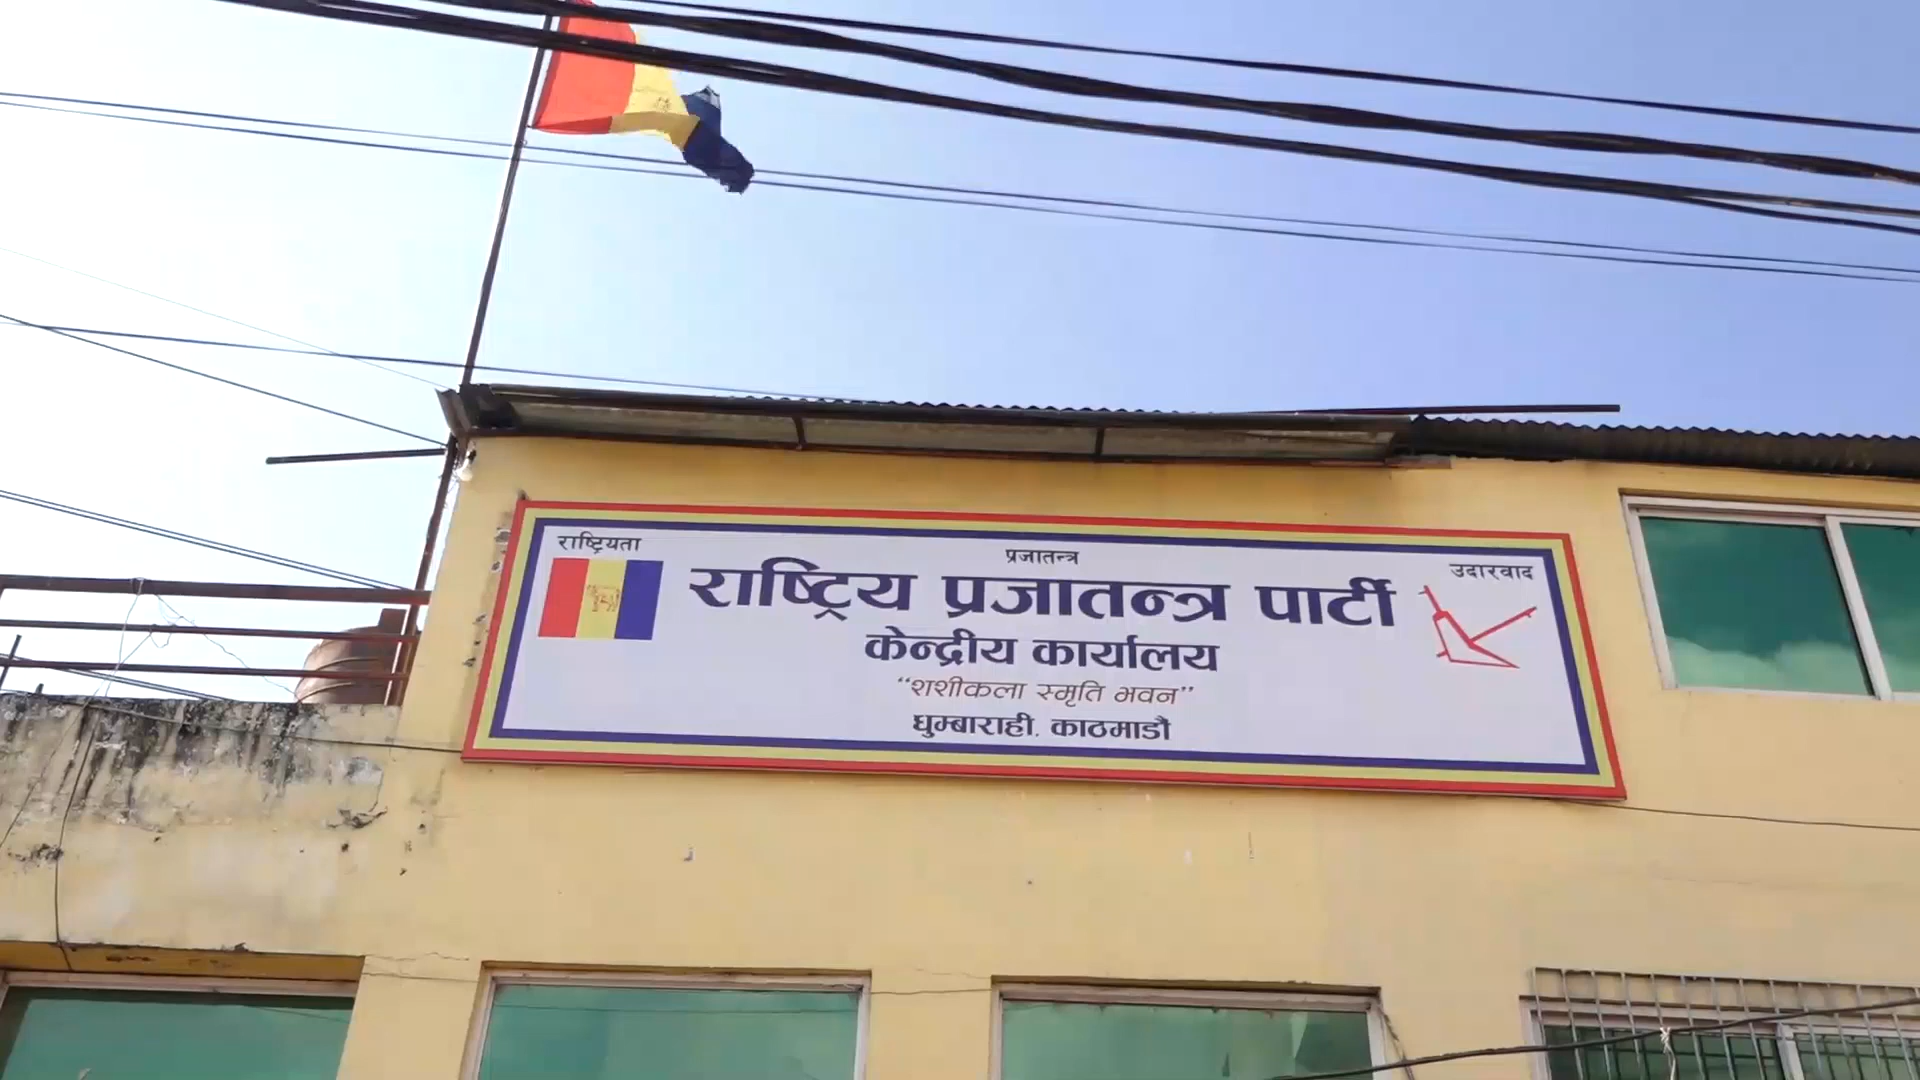 राष्ट्रियता
प्रजातन्त्र
उदारवाद
राष्ट्रिय प्रजातन्त्र पार्टी
केन्द्रीय कार्यालय
“शशीकला स्मृति भवन”
धुम्बाराही, काठमाडौं